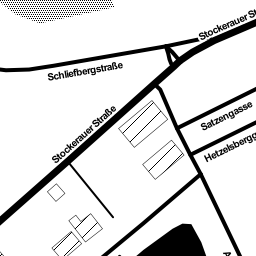 Stockerauer St
Schliefbergstraße
Stockerauer Straße
Satzengasse
Hetzelsbergg
A